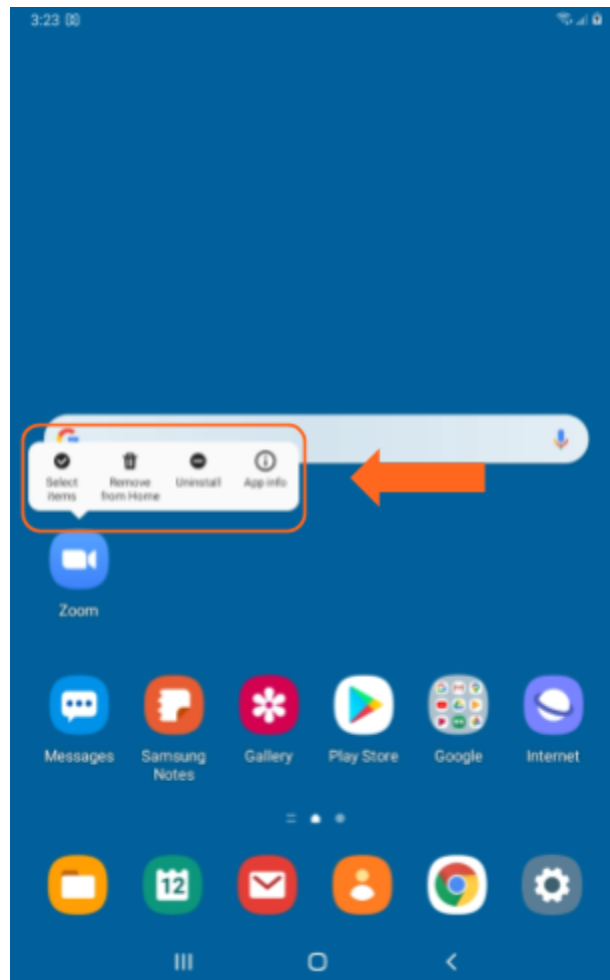 3:23
Select items
Remove from Home
Uninstall
App info
Zoom
Messages
Samsung Notes
Gallery
Play Store
Google
Internet
12